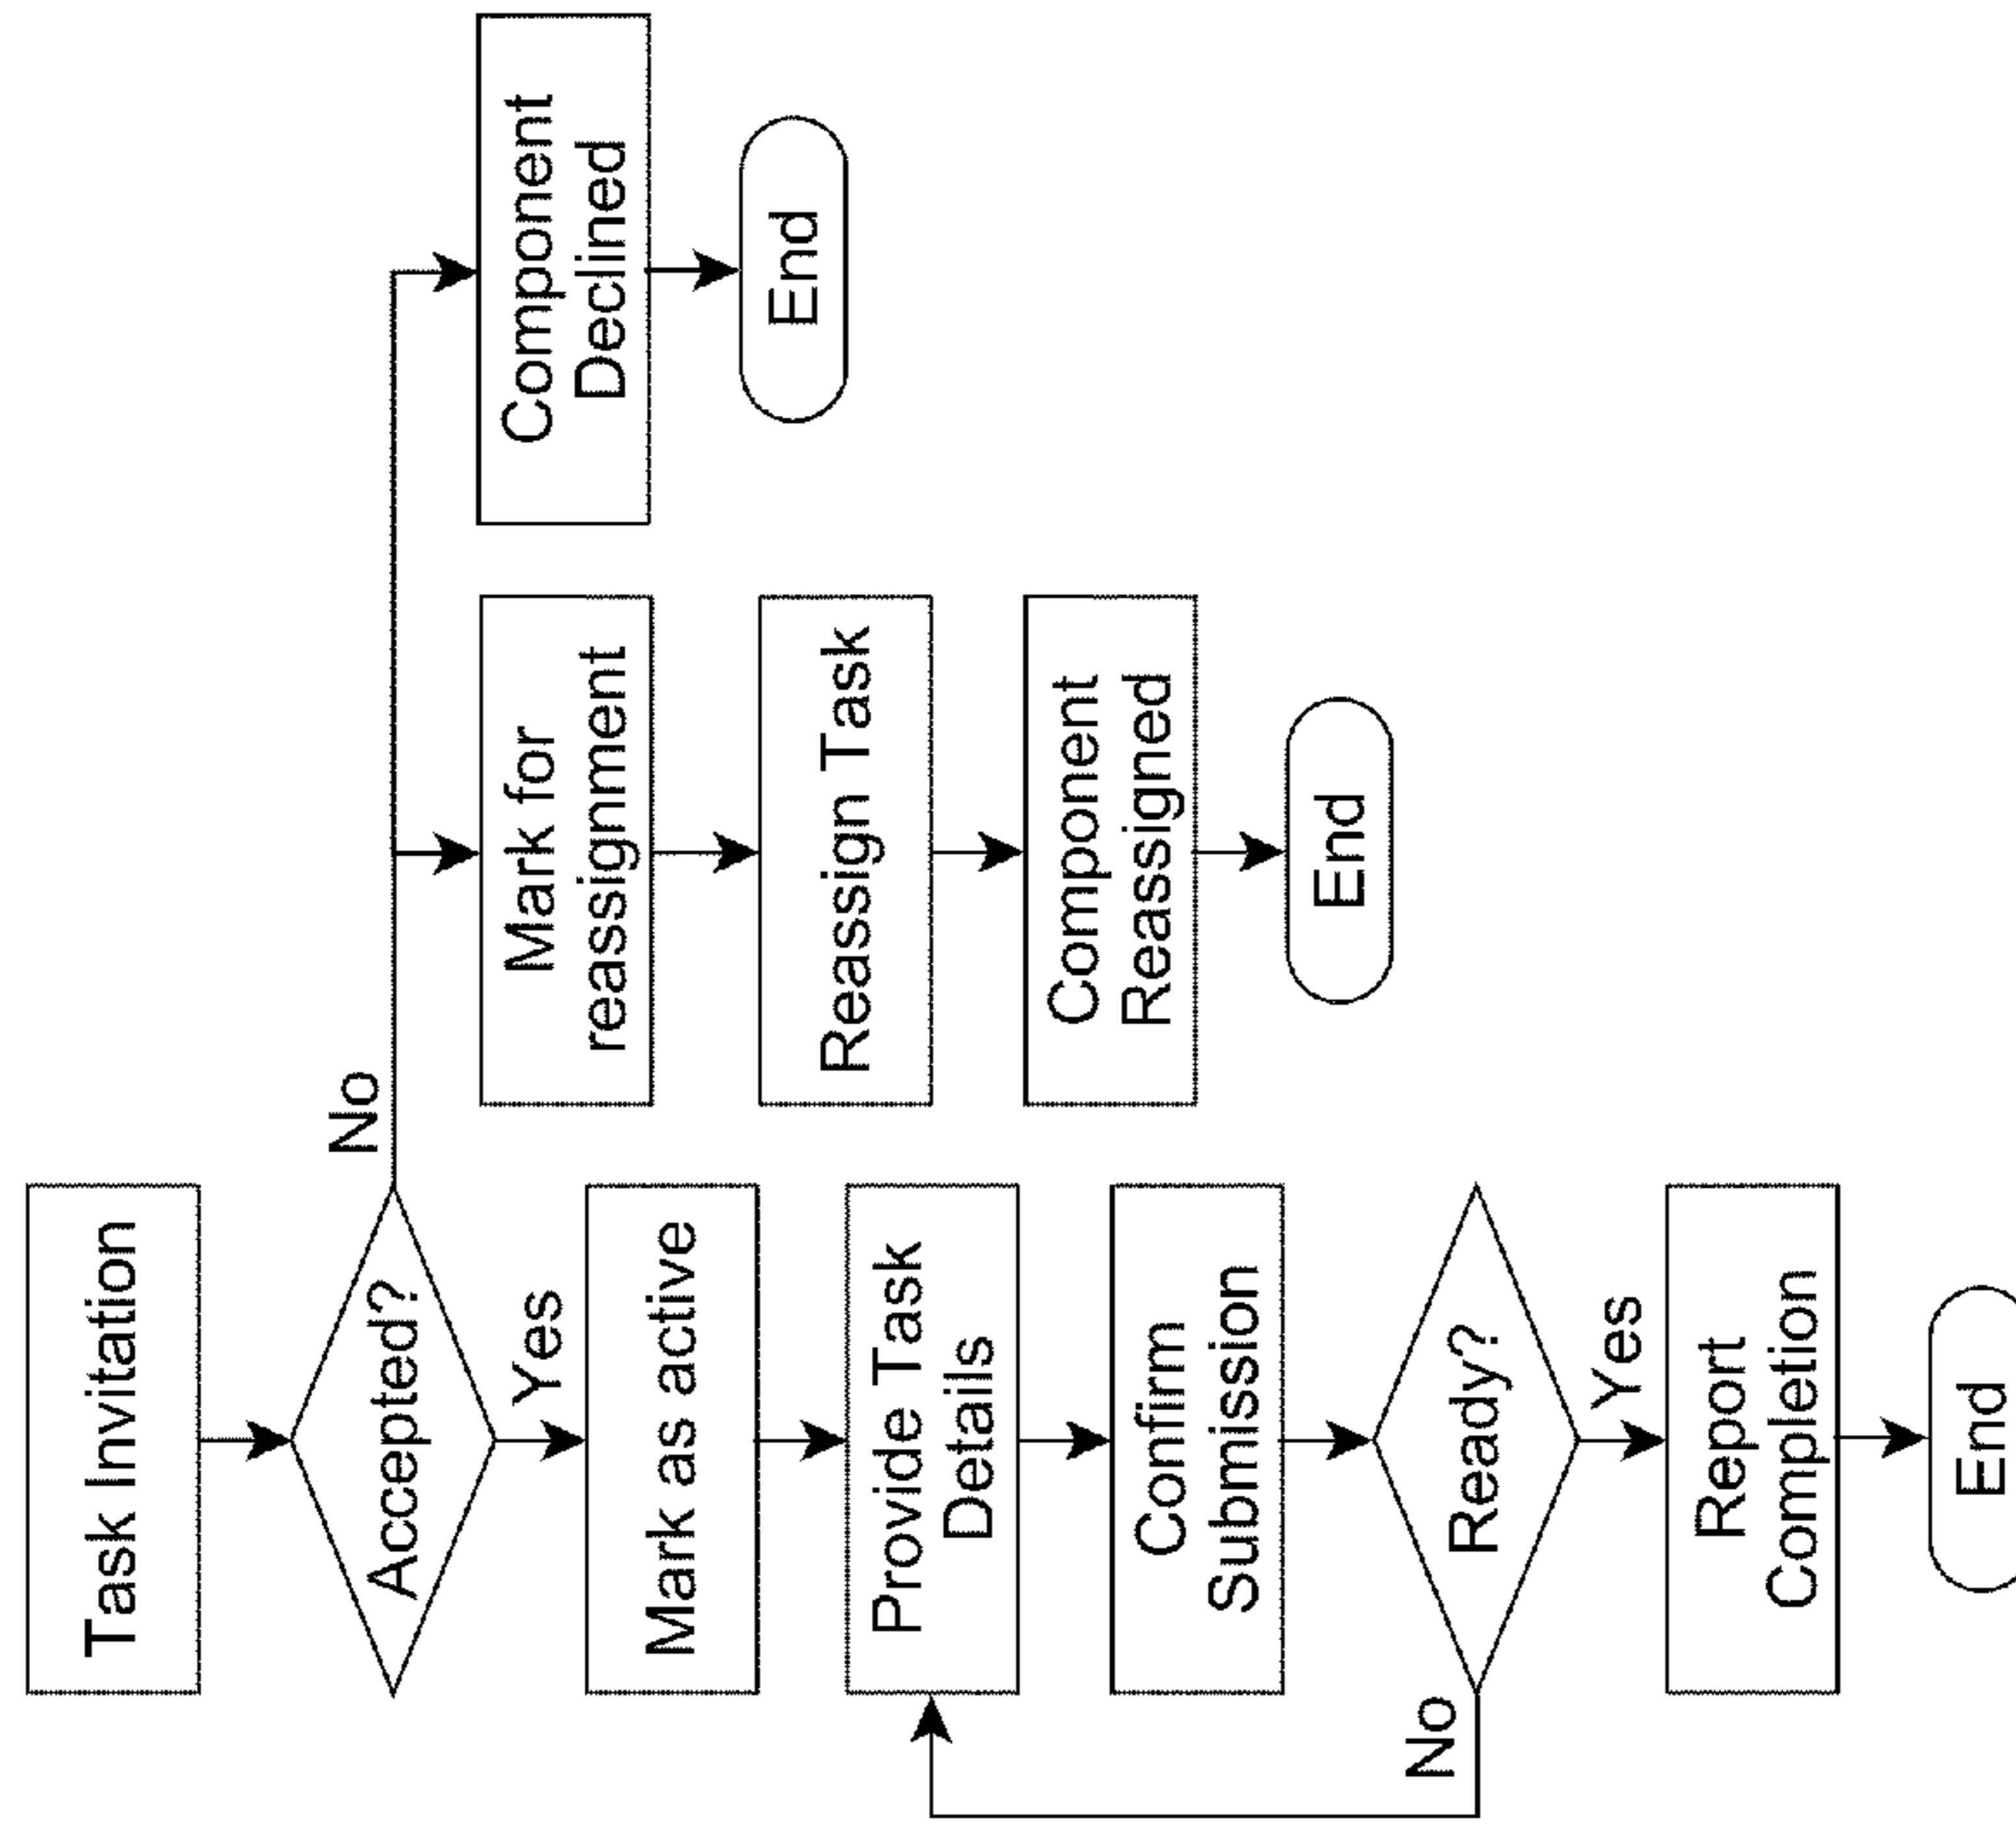 Task Invitation
Accepted?
No
Yes
Mark as active
Provide Task
Details
Confirm
Submission
Ready?
No
Yes
Report
Completion
End
Mark for
reassignment
Reassign Task
Component
Reassigned
End
Component
Declined
End